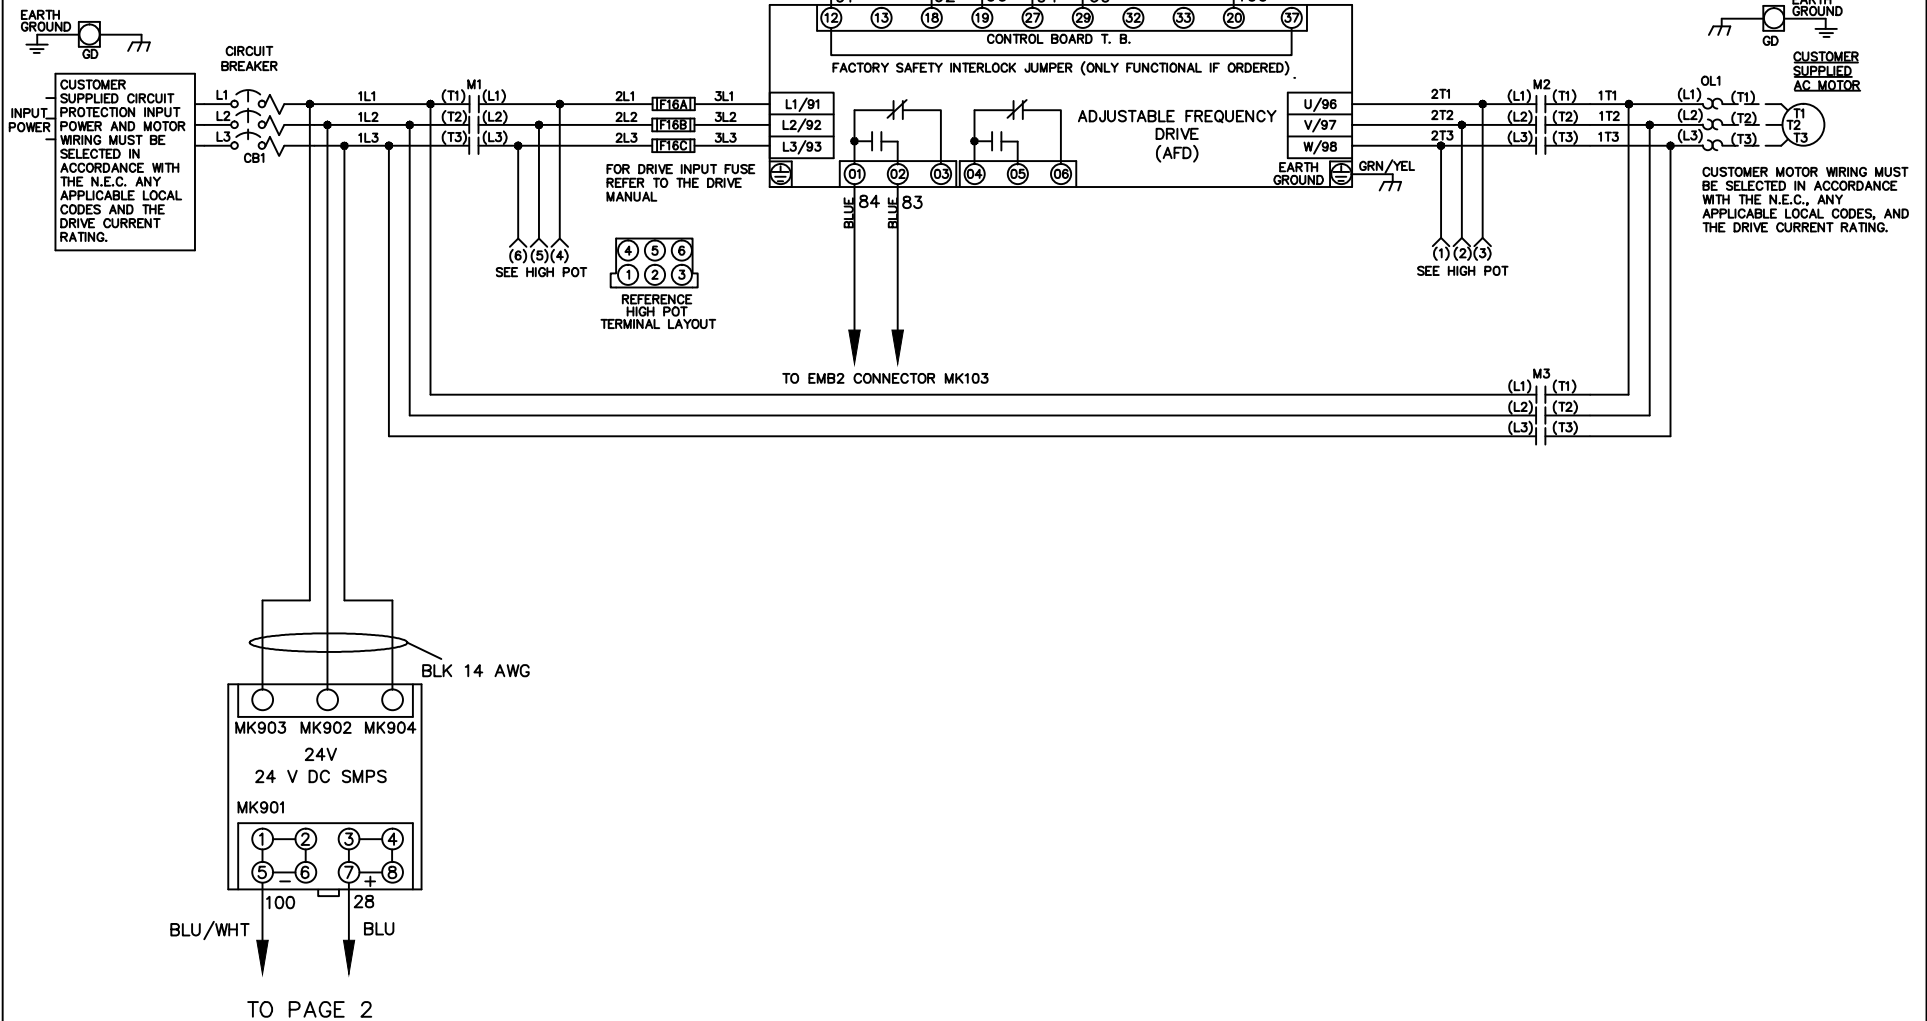 EARTH
GROUND
GD
CIRCUIT
BREAKER
INPUT
POWER
CUSTOMER
SUPPLIED CIRCUIT
PROTECTION INPUT
POWER AND MOTOR
WIRING MUST BE
SELECTED IN
ACCORDANCE WITH
THE N.E.C. ANY
APPLICABLE LOCAL
CODES AND THE
DRIVE CURRENT
RATING.
L1
L2
L3
CB1
1L1
1L2
1L3
M1
(T1) (L1)
(T2) (L2)
(T3) (L3)
2L1 F16A 3L1
2L2 F16B 3L2
2L3 F16C 3L3
FOR DRIVE INPUT FUSE
REFER TO THE DRIVE
MANUAL
(6) (5) (4)
SEE HIGH POT
4 5 6
1 2 3
REFERENCE
HIGH POT
TERMINAL LAYOUT
12 13 18 19 27 29 32 33 20 37
CONTROL BOARD T. B.
FACTORY SAFETY INTERLOCK JUMPER (ONLY FUNCTIONAL IF ORDERED)
L1/91
L2/92
L3/93
01 02 03 04 05 06
ADJUSTABLE FREQUENCY
DRIVE
(AFD)
U/96
V/97
W/98
EARTH
GROUND
GRN/YEL
BLUE 84
BLUE 83
TO EMB2 CONNECTOR MK103
2T1
2T2
2T3
(1) (2) (3)
SEE HIGH POT
M2
(L1) (T1) 1T1
(L2) (T2) 1T2
(L3) (T3) 1T3
M3
(L1) (T1)
(L2) (T2)
(L3) (T3)
EARTH
GROUND
GD
CUSTOMER
SUPPLIED
AC MOTOR
OL1
(L1) (T1)
(L2) (T2)
(L3) (T3)
T1
T2
T3
CUSTOMER MOTOR WIRING MUST
BE SELECTED IN ACCORDANCE
WITH THE N.E.C., ANY
APPLICABLE LOCAL CODES, AND
THE DRIVE CURRENT RATING.
BLK 14 AWG
MK903 MK902 MK904
24V
24 V DC SMPS
MK901
1 2 3 4
5 6 7 8
− +
100 28
BLU/WHT BLU
TO PAGE 2